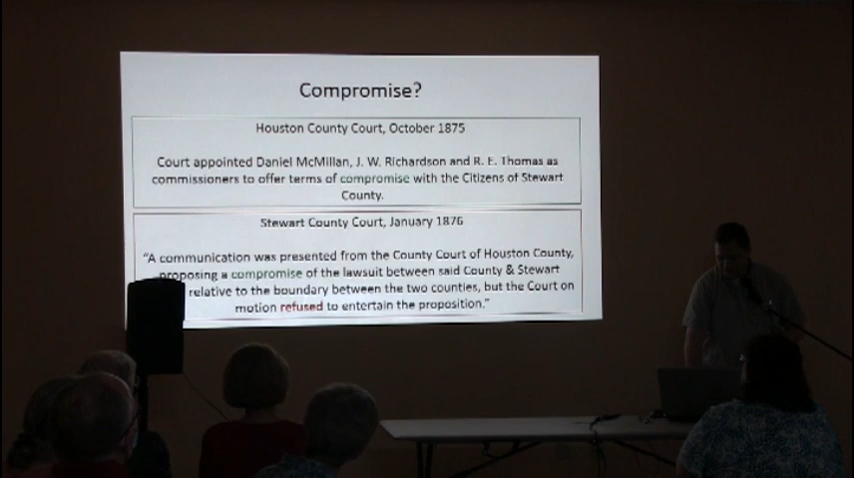 Compromise?
Houston County Court, October 1875
Court appointed Daniel McMillan, J. W. Richardson and R. E. Thomas as
commissioners to offer terms of compromise with the Citizens of Stewart
County.
Stewart County Court, January 1876
"A communication was presented from the County Court of Houston County,
proposing a compromise of the lawsuit between said County & Stewart
relative to the boundary between the two counties, but the Court on
motion refused to entertain the proposition."